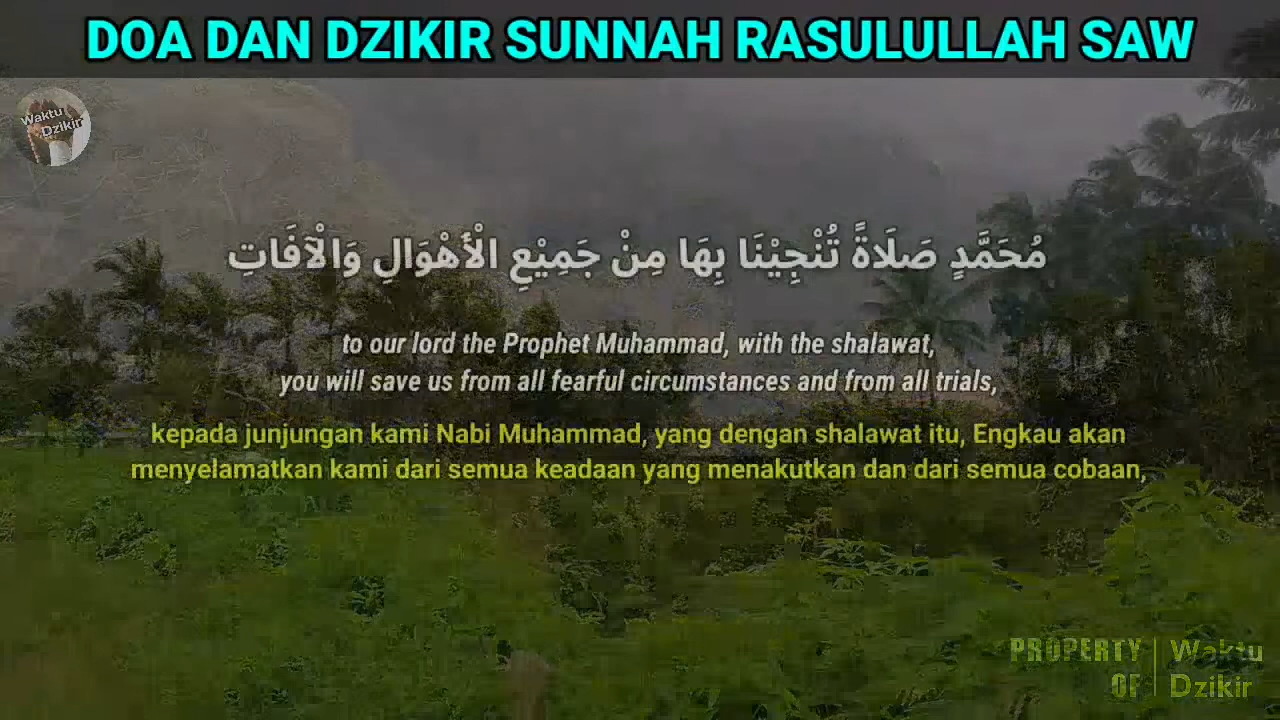 DOA DAN DZIKIR SUNNAH RASULULLAH SAW
Waktu
Dzikir
مُحَمَّدٍ صَلَاةً تُنْجِيْنَا بِهَا مِنْ جَمِيْعِ الْأَهْوَالِ وَالْآفَاتِ
to our lord the Prophet Muhammad, with the shalawat,
you will save us from all fearful circumstances and from all trials,
kepada junjungan kami Nabi Muhammad, yang dengan shalawat itu, Engkau akan
menyelamatkan kami dari semua keadaan yang menakutkan dan dari semua cobaan,
PROPERTY OF | Waktu Dzikir